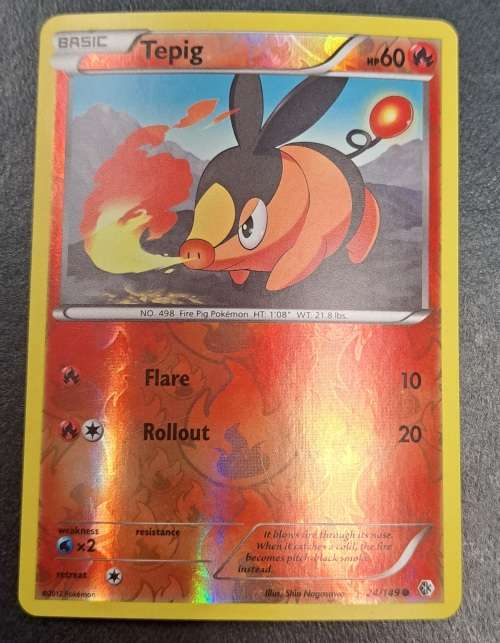 BASIC Tepig HP60
NO. 498 Fire Pig Pokémon HT: 1'08" WT: 21.8 lbs.
Flare 10
Rollout 20
weakness resistance
×2
It blows fire through its nose.
When it catches a cold, the fire
becomes pitch-black smoke
instead.
retreat
©2012 Pokémon Illus. Shin Nagasawa 24/149